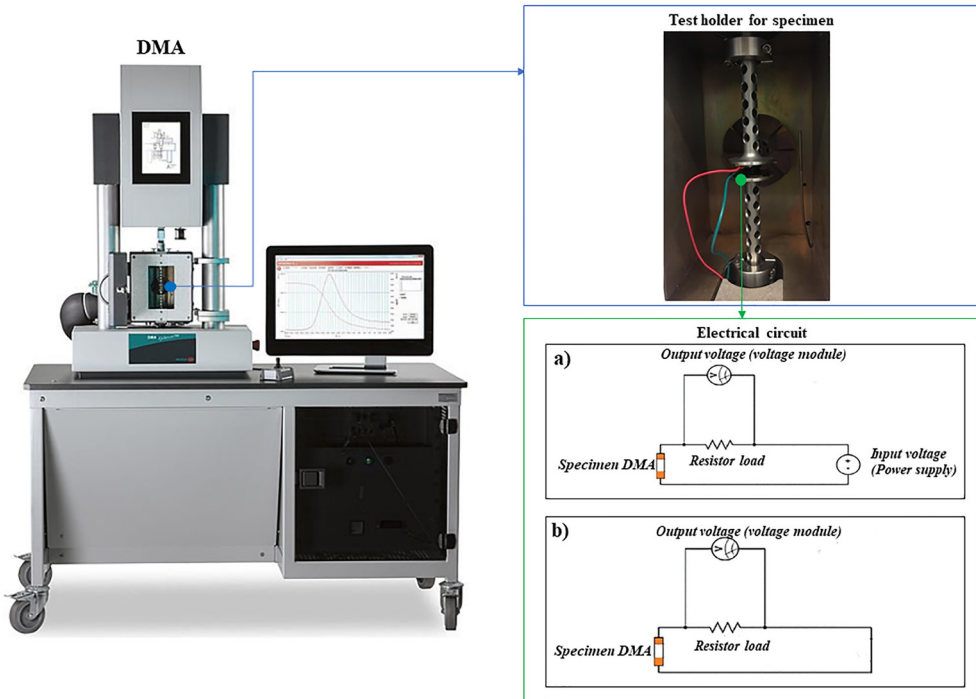 DMA
Test holder for specimen
Electrical circuit
a)
Output voltage (voltage module)
Resistor load
Specimen DMA
Input voltage
(Power supply)
b)
Output voltage (voltage module)
Resistor load
Specimen DMA